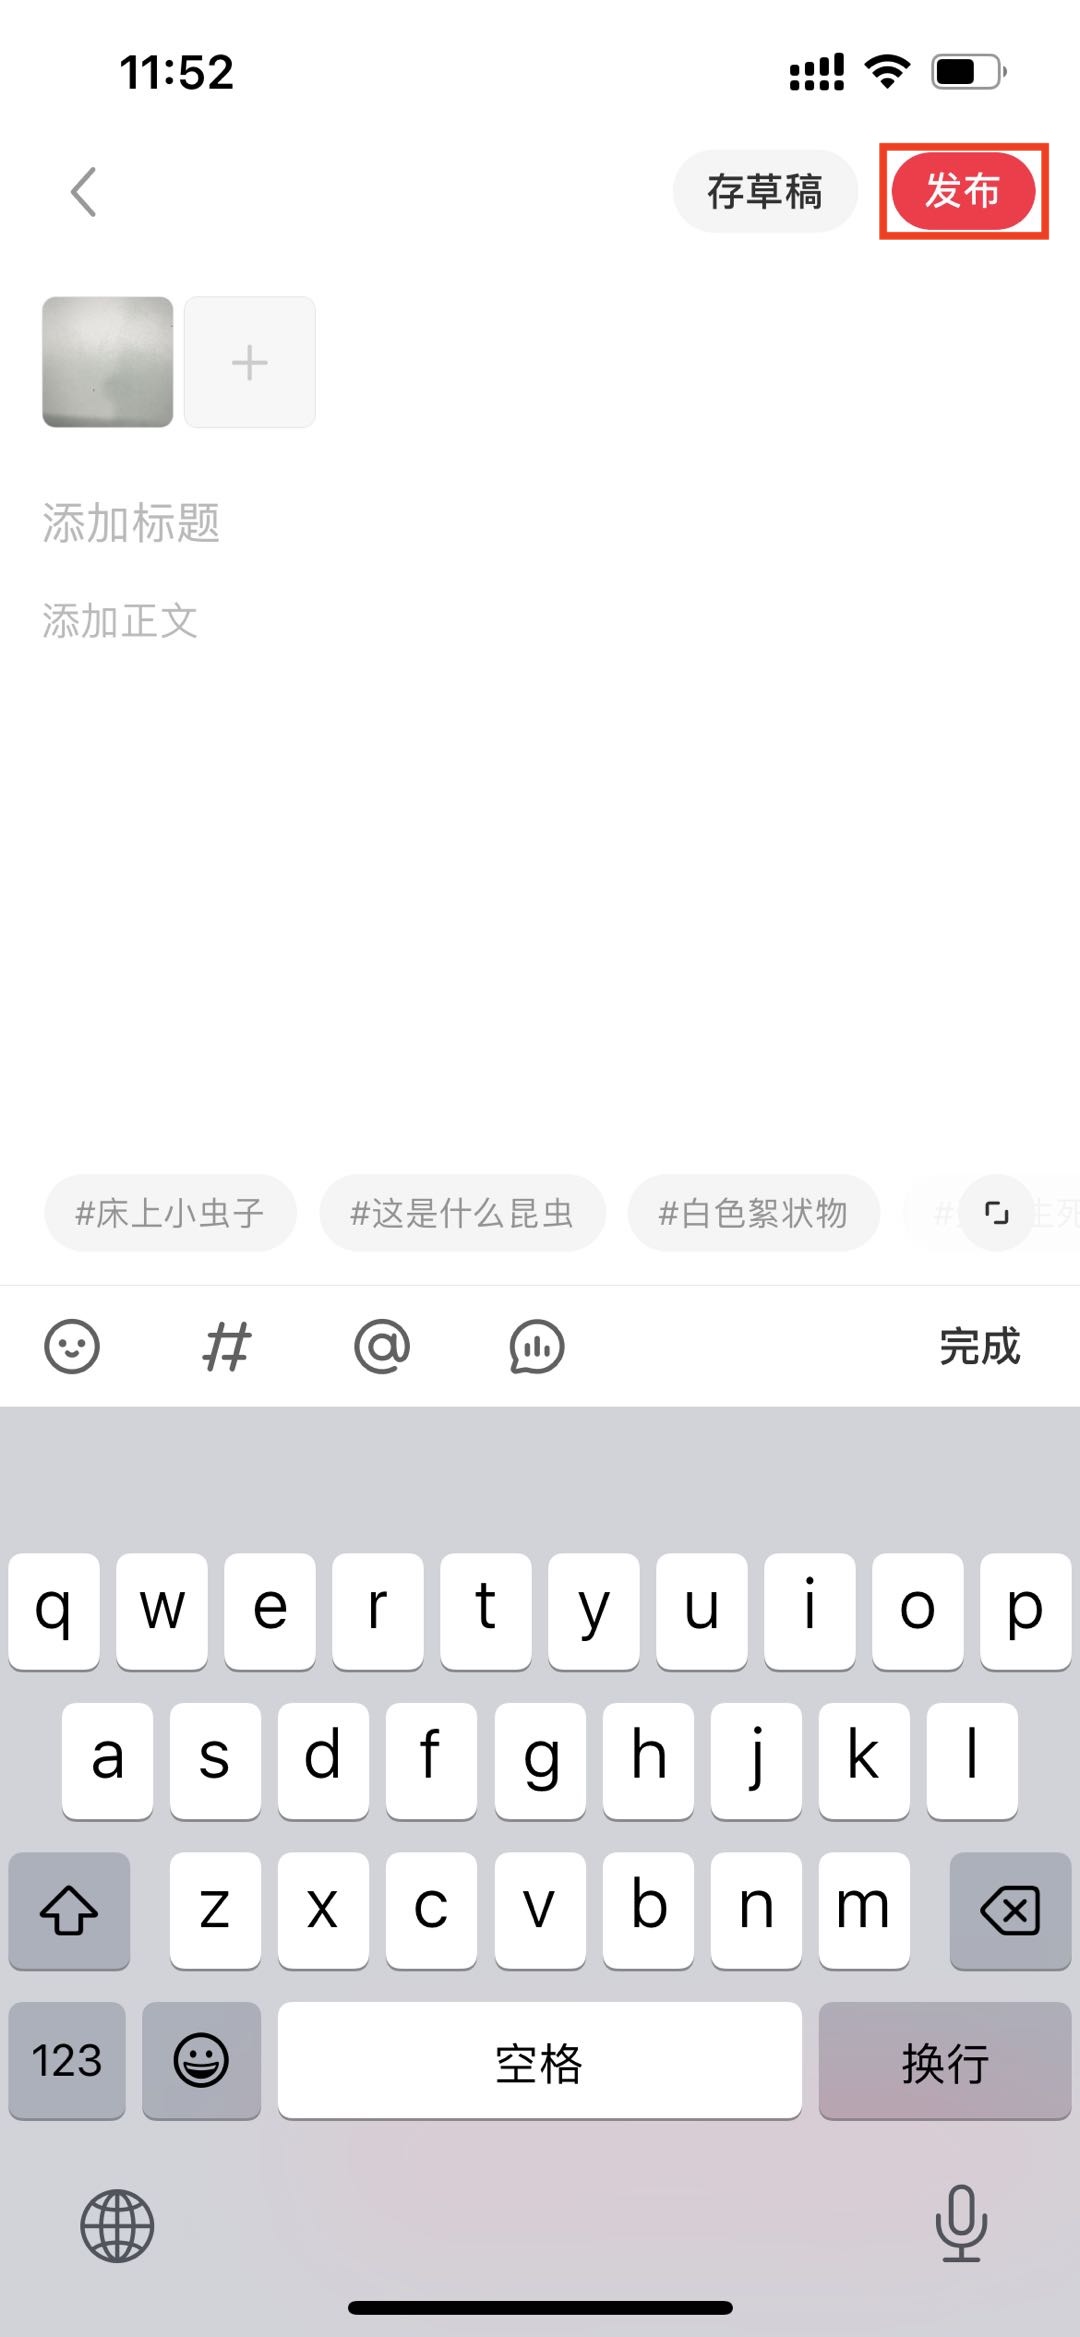 11:52
存草稿 发布
添加标题
添加正文
#床上小虫子 #这是什么昆虫 #白色絮状物 #
完成
q w e r t y u i o p
a s d f g h j k l
z x c v b n m
123 空格 换行